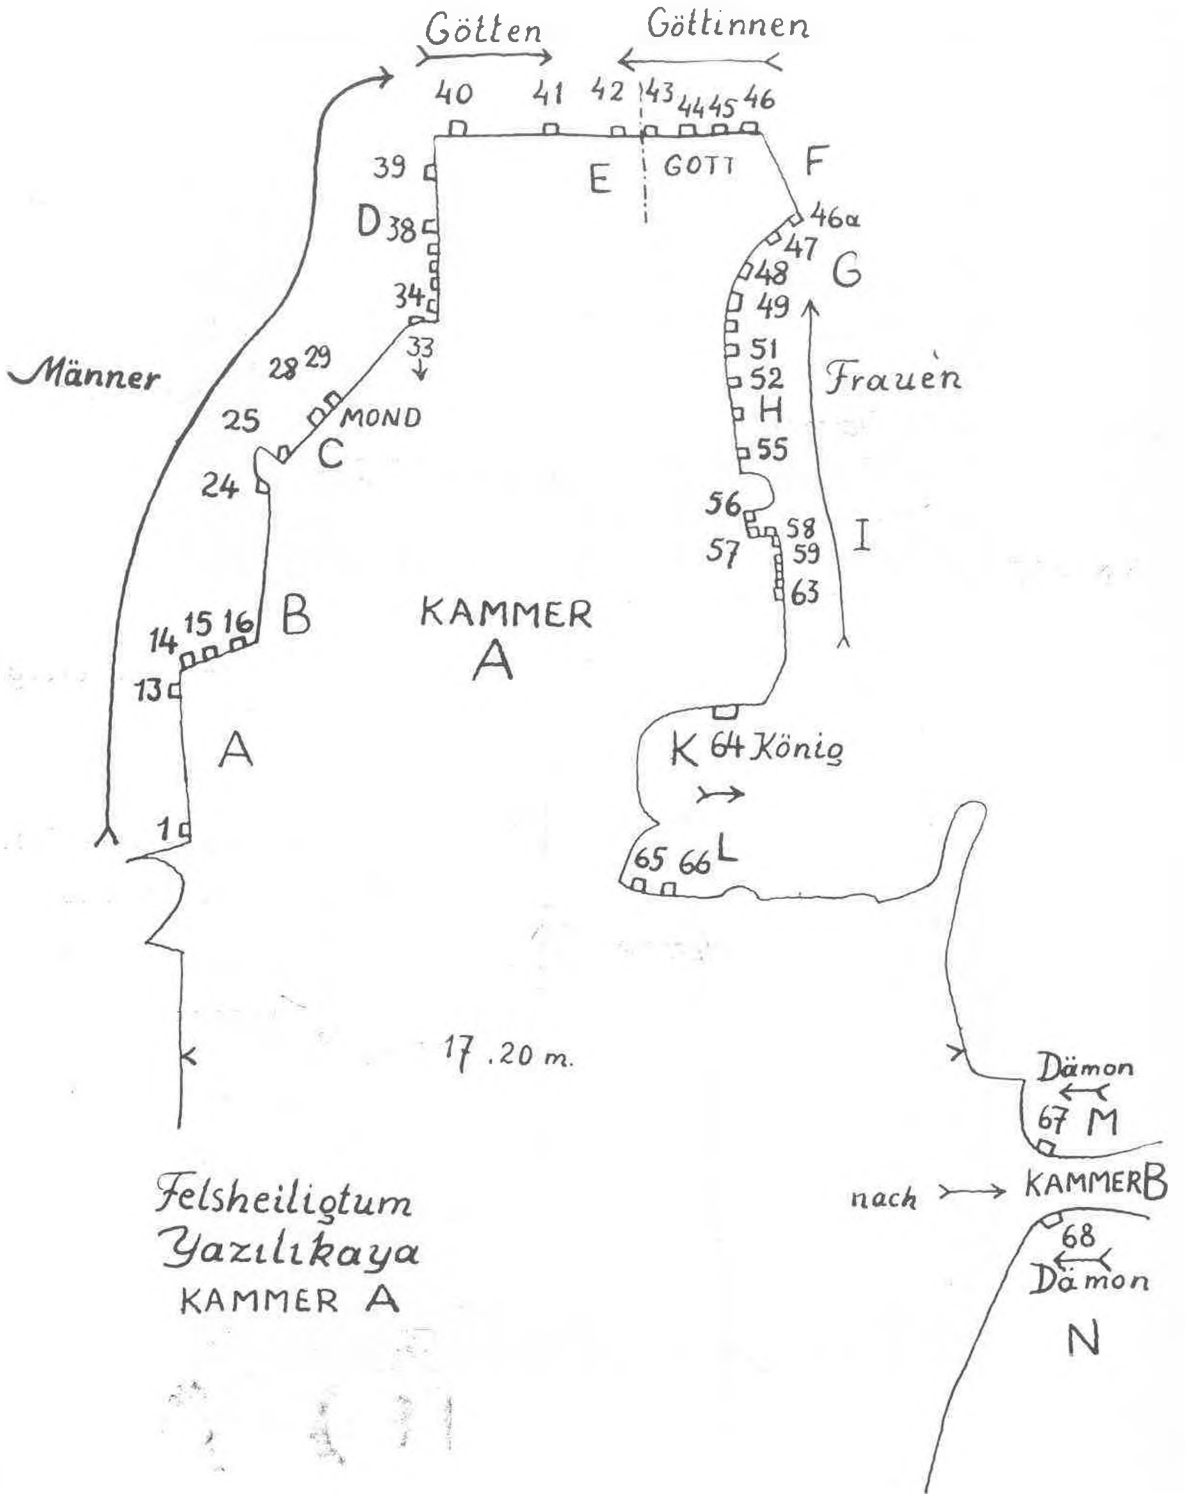 Götten Göttinnen
40 41 42 43 44 45 46
39 E GOTT F
D 38 46a
47
48 G
34 49
33
28 29 51
Männer 52 Frauen
25 MOND H
C 55
24 56
58 I
57 59
63
14 15 16 B KAMMER
A
13
A K 64 König
1
65 66 L
17.20 m.
Dämon
67 M
nach KAMMER B
68
Dämon
N
Felsheiligtum
Yazılıkaya
KAMMER A